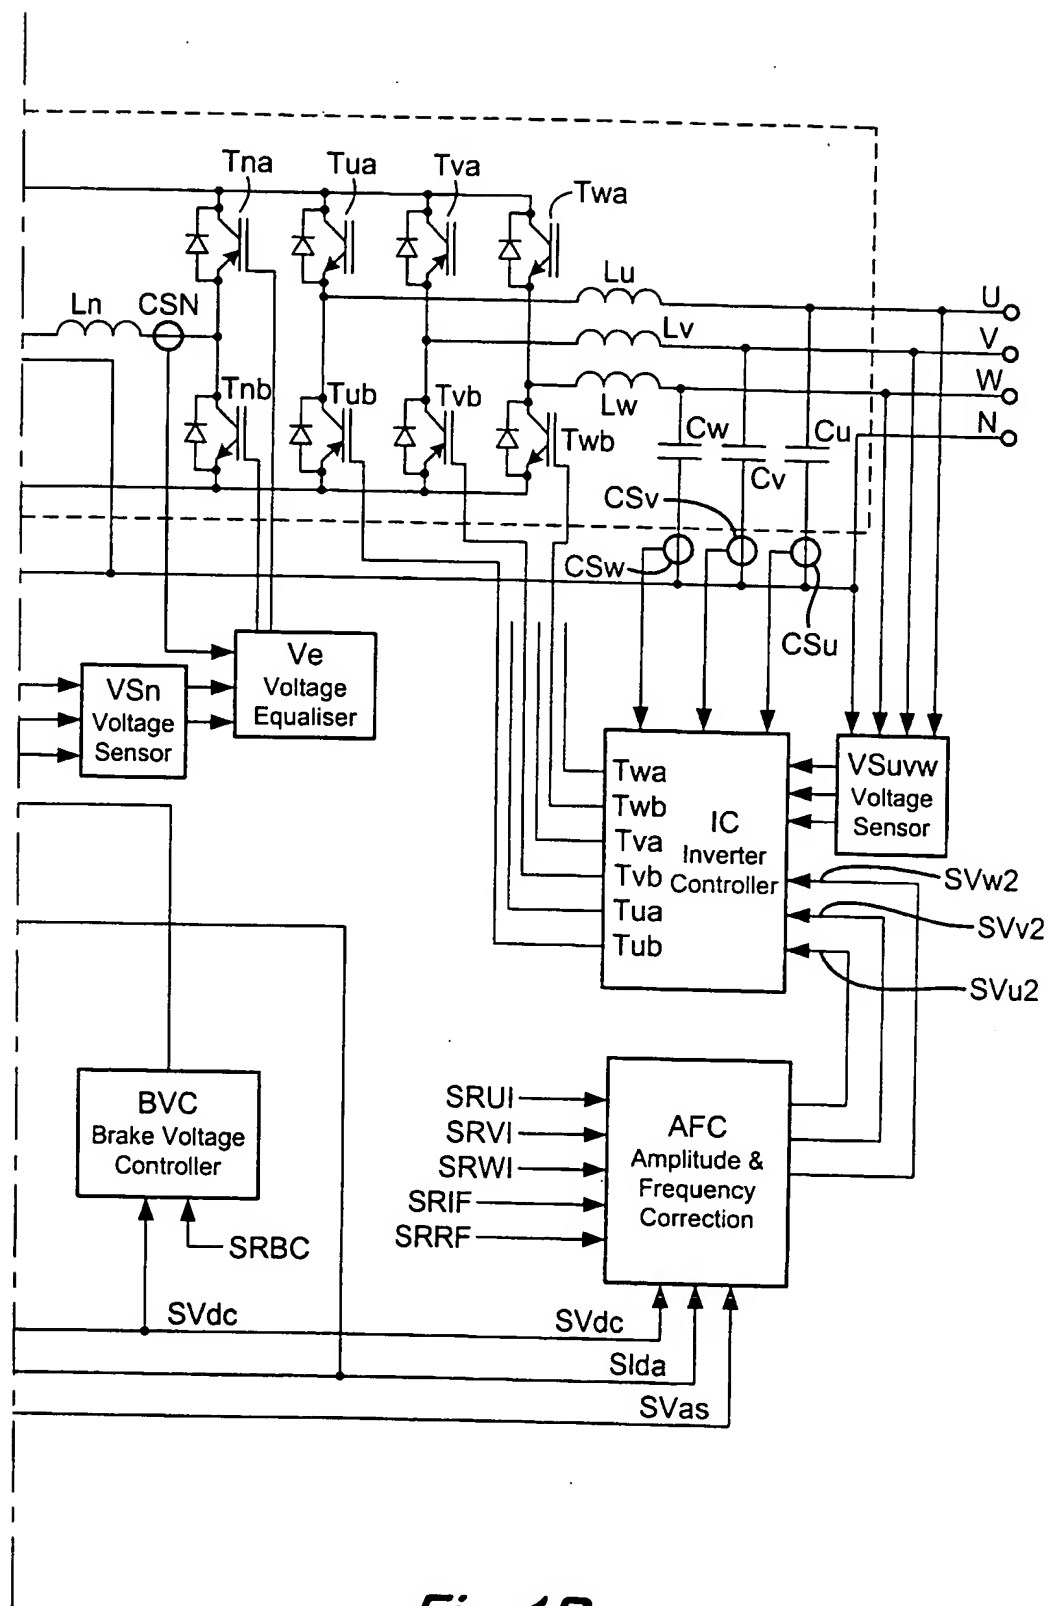 Tna
Tua
Tva
Twa
Ln
CSN
Lu
U
Lv
V
Lw
W
N
Tnb
Tub
Tvb
Twb
Cw
Cv
Cu
CSv
CSw
CSu
Ve
Voltage
Equaliser
VSn
Voltage
Sensor
Twa
Twb
Tva
Tvb
Tua
Tub
IC
Inverter
Controller
VSuvw
Voltage
Sensor
SVw2
SVv2
SVu2
BVC
Brake Voltage
Controller
SRBC
SRUI
SRVI
SRWI
SRIF
SRRF
AFC
Amplitude &
Frequency
Correction
SVdc
SVdc
SIda
SVas